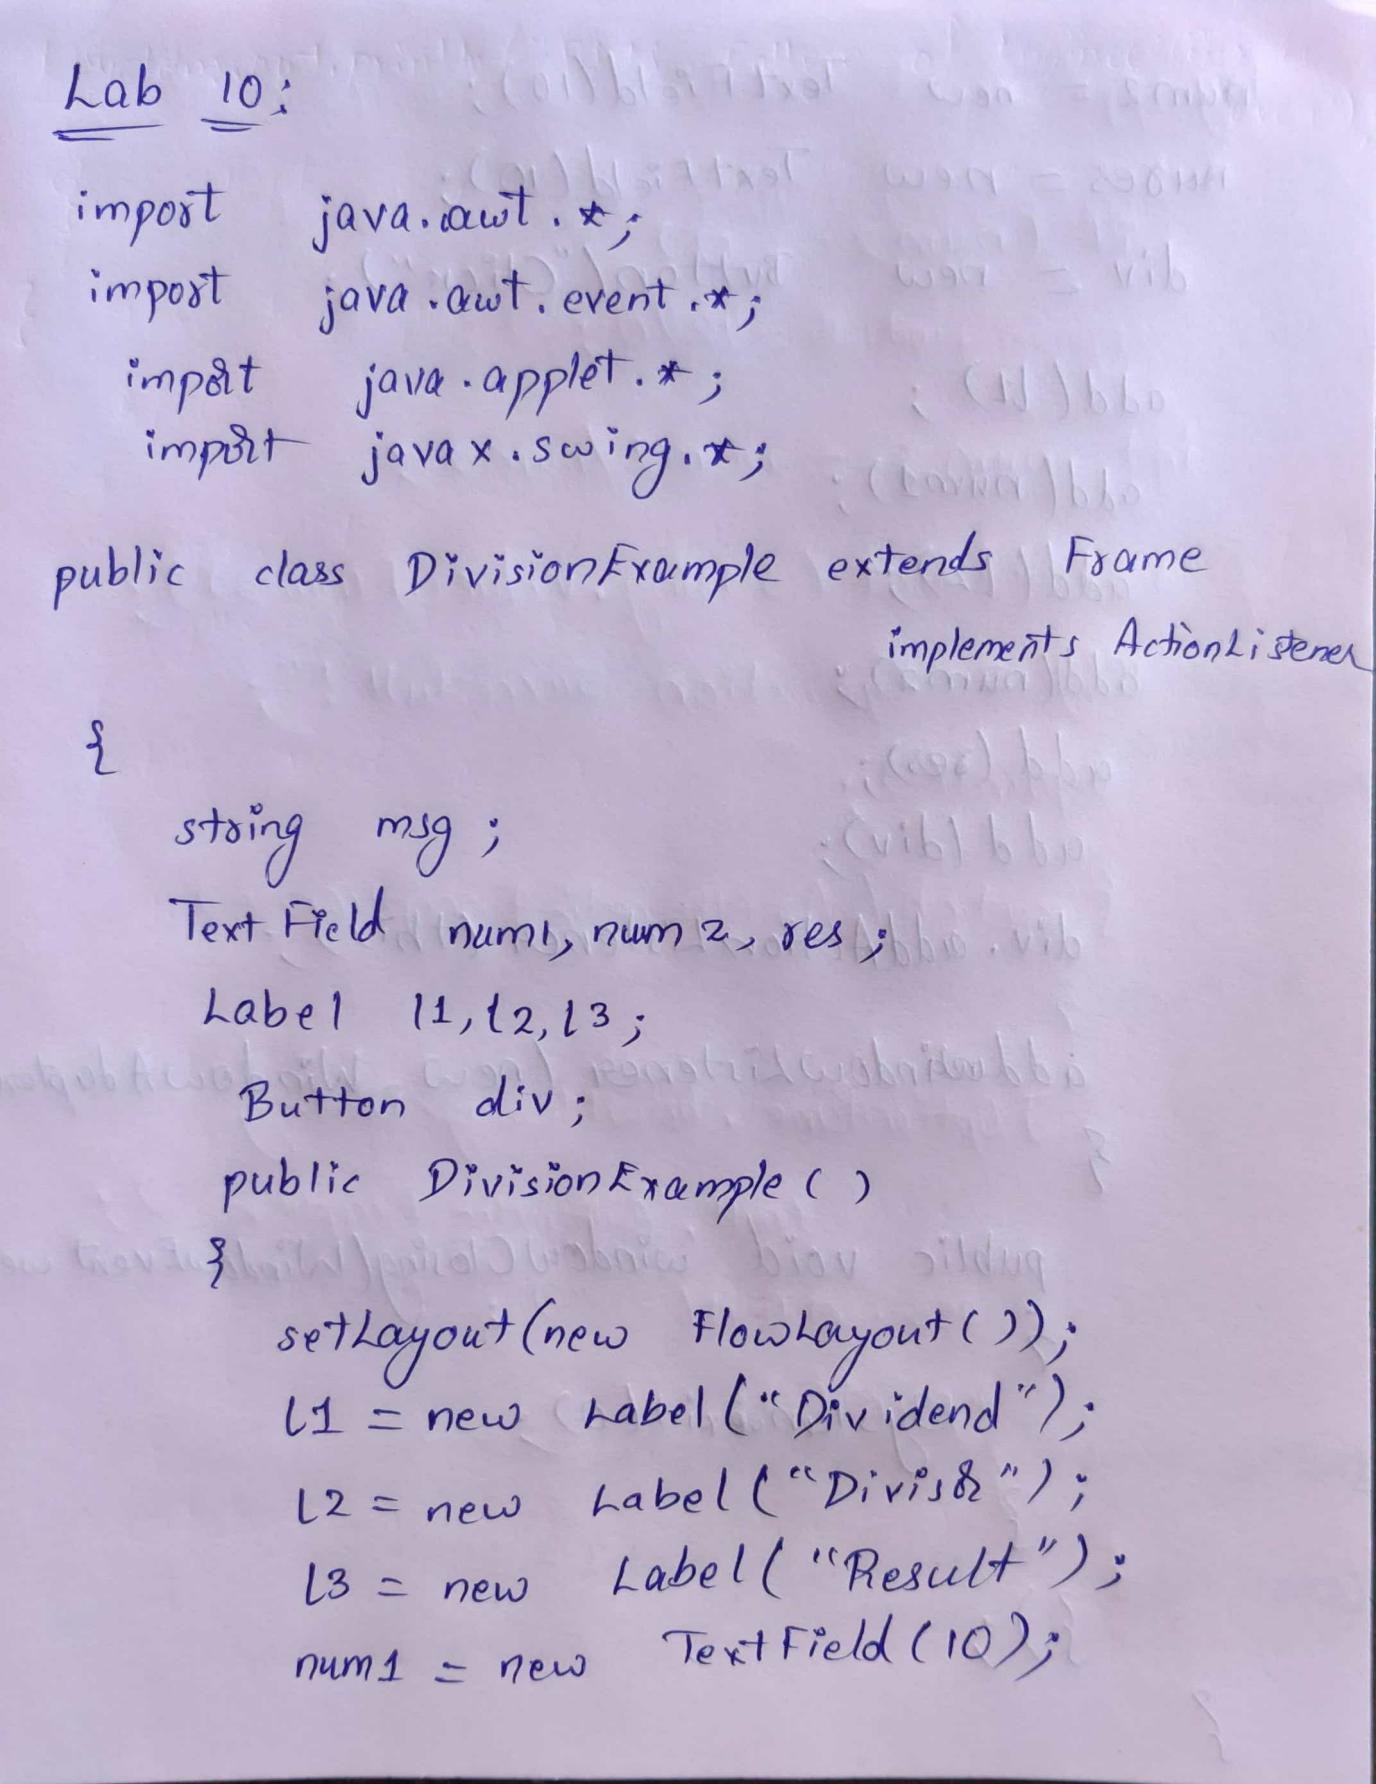 Lab 10:
import java.awt.*;
import java.awt.event.*;
import java.applet.*;
import javax.swing.*;
public class DivisionExample extends Frame
implements ActionListener
{
string msg;
TextField num1, num2, res;
Label l1, l2, l3;
Button div;
public DivisionExample()
{
setLayout(new FlowLayout());
l1 = new Label("Dividend");
l2 = new Label("Divisor");
l3 = new Label("Result");
num1 = new TextField(10);